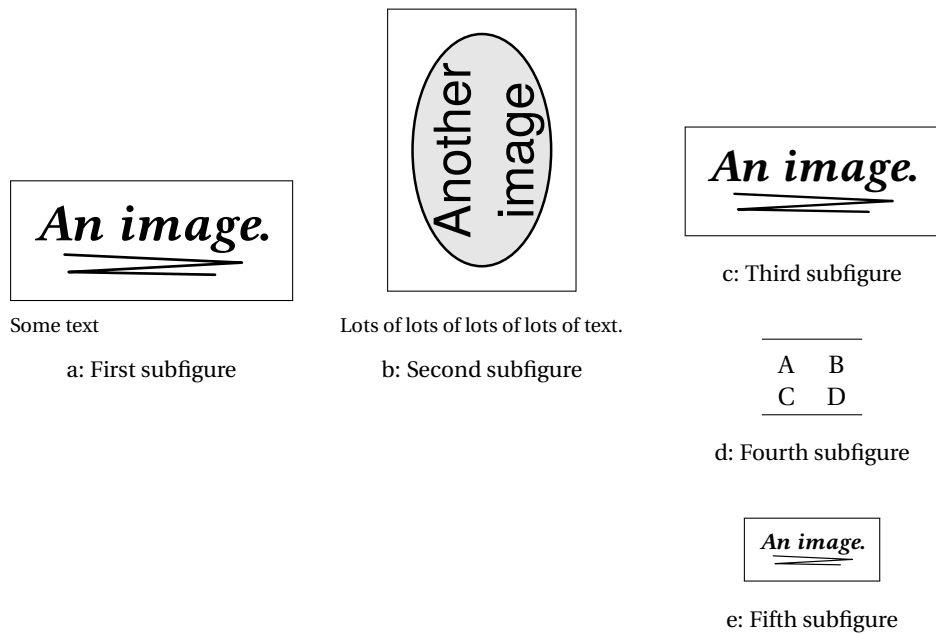 An image.
Some text
a: First subfigure
Another
image
Lots of lots of lots of lots of text.
b: Second subfigure
An image.
c: Third subfigure
A B
C D
d: Fourth subfigure
An image.
e: Fifth subfigure